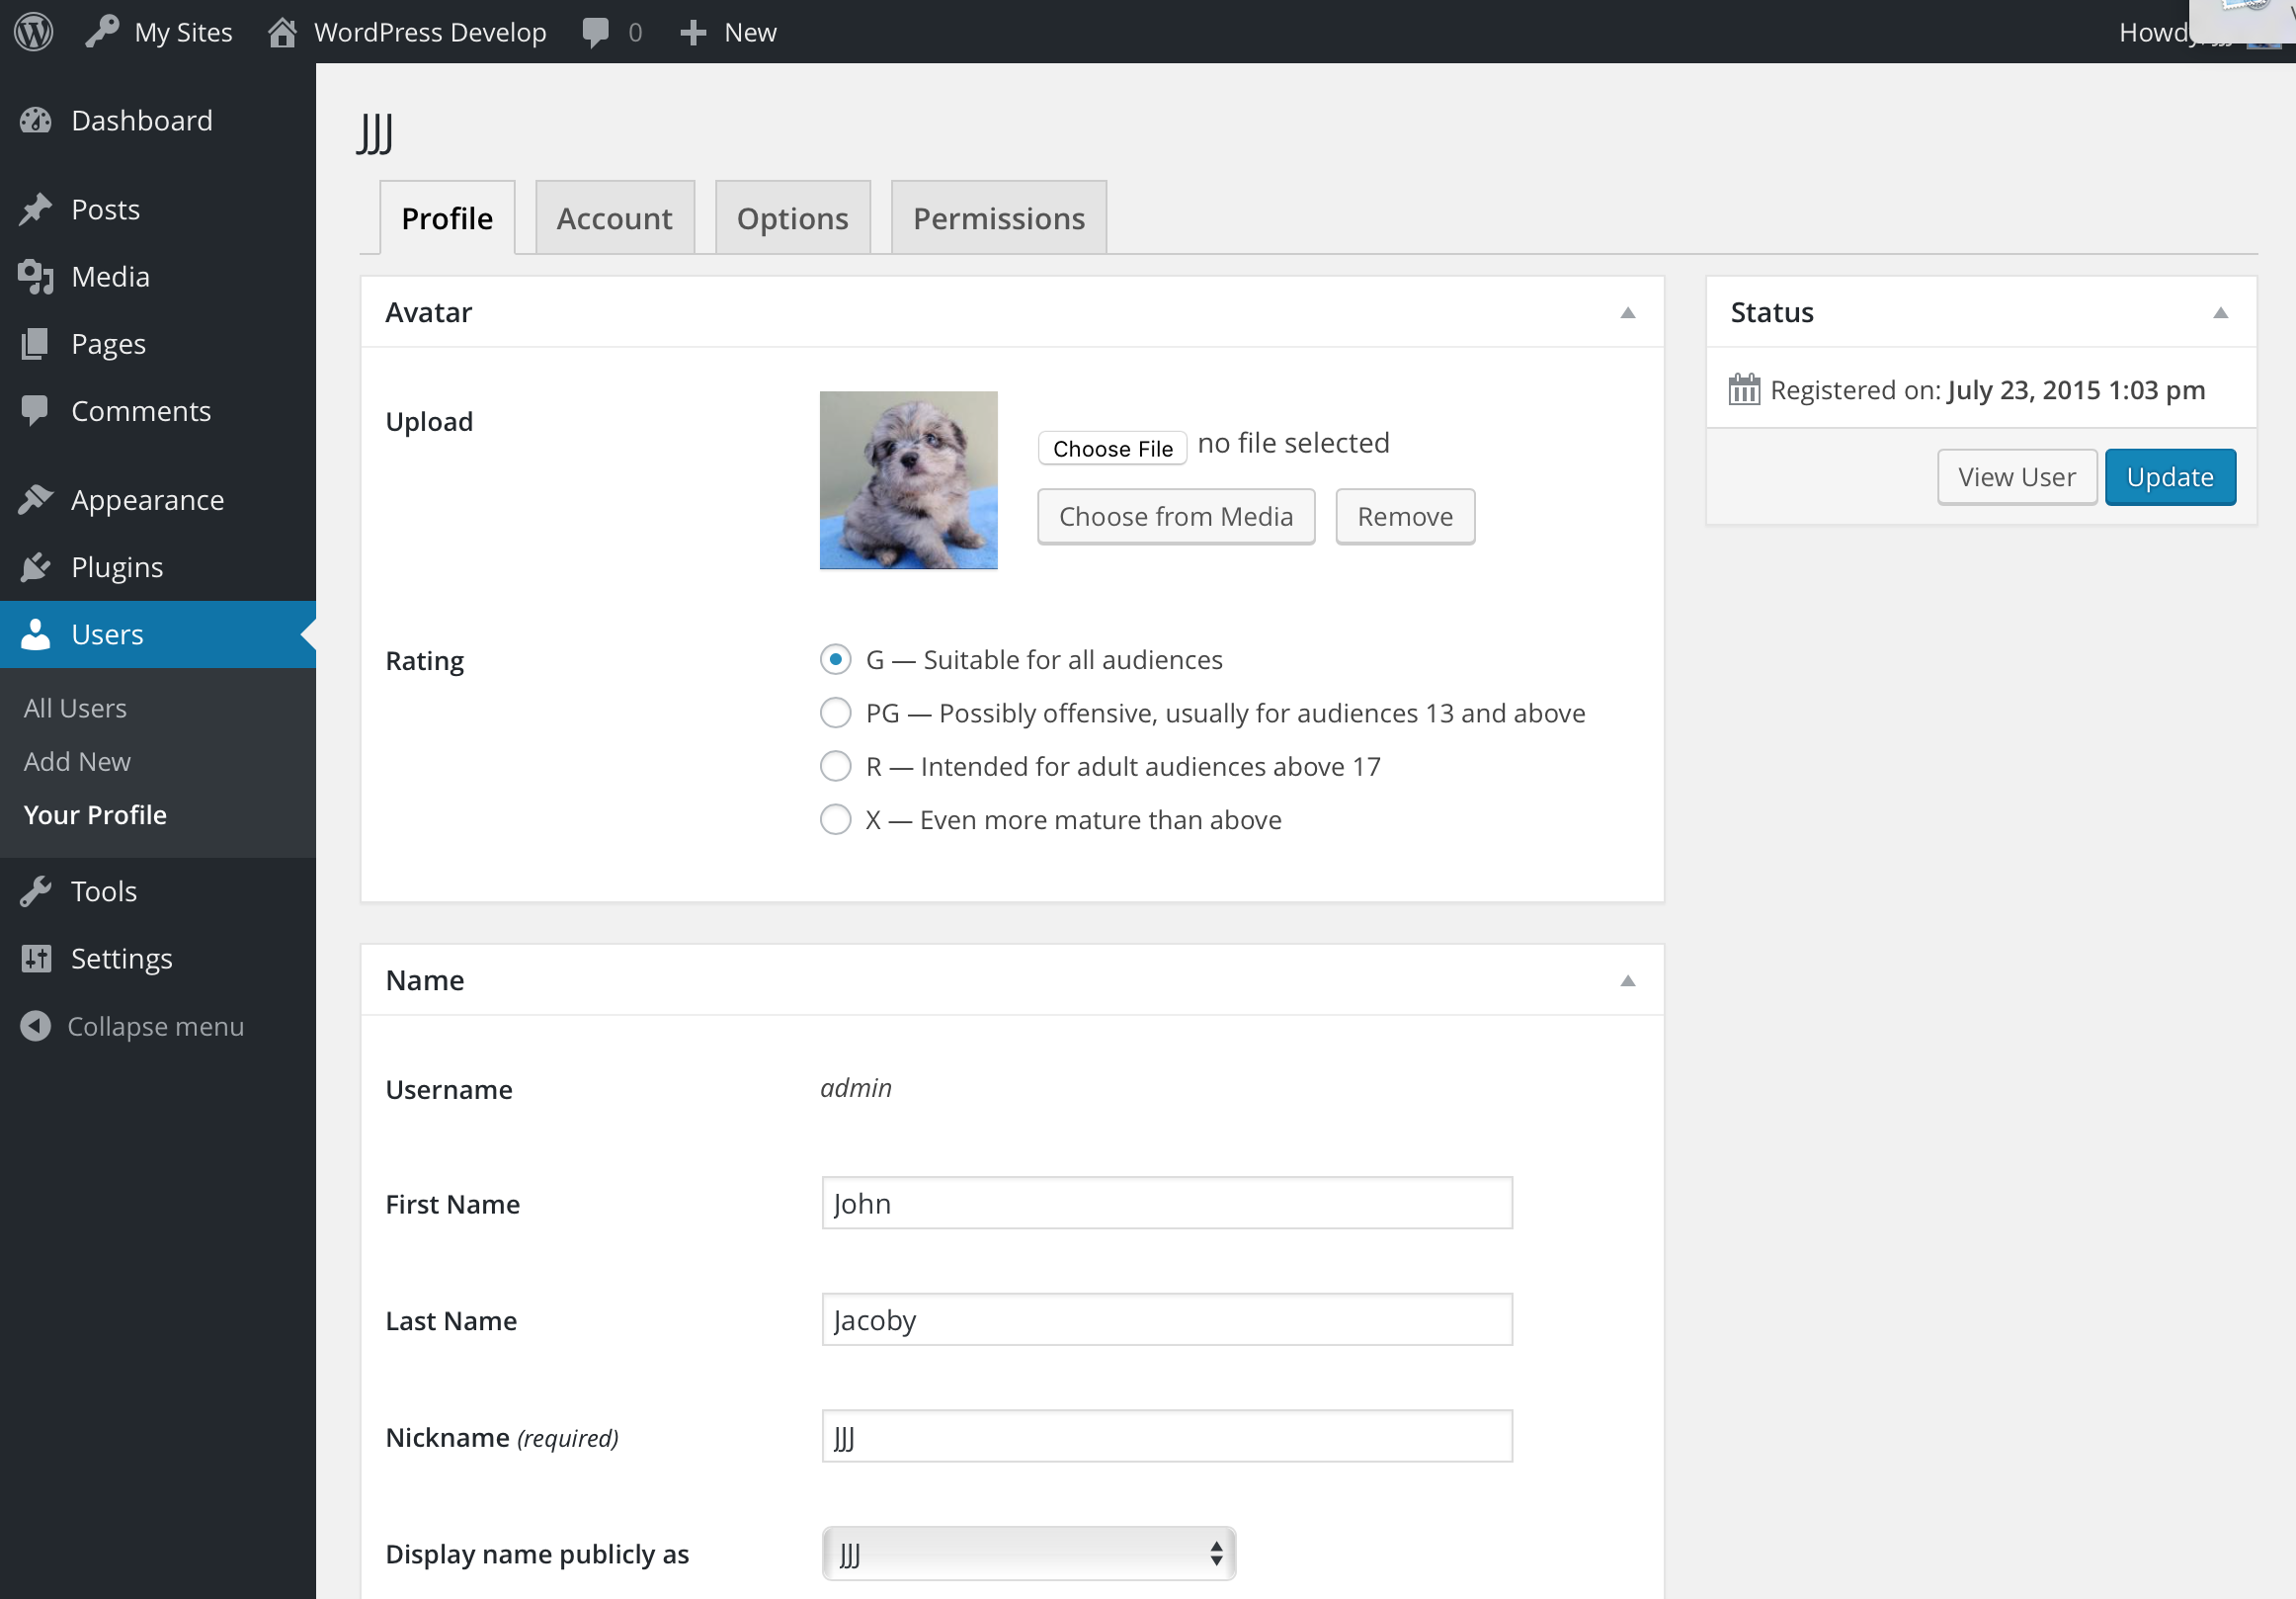 My Sites
WordPress Develop
0
New
Howdy, JJJ
Dashboard
Posts
Media
Pages
Comments
Appearance
Plugins
Users
All Users
Add New
Your Profile
Tools
Settings
Collapse menu
JJJ
Profile
Account
Options
Permissions
Avatar
Upload
Choose File no file selected
Choose from Media
Remove
Rating
G — Suitable for all audiences
PG — Possibly offensive, usually for audiences 13 and above
R — Intended for adult audiences above 17
X — Even more mature than above
Status
Registered on: July 23, 2015 1:03 pm
View User
Update
Name
Username
admin
First Name
John
Last Name
Jacoby
Nickname (required)
JJJ
Display name publicly as
JJJ